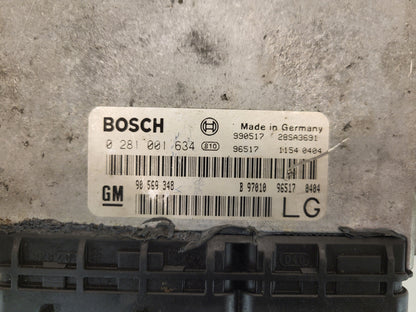 BOSCH Made in Germany
990517 28SA3691
0 281 001 634 810 96517 1154 0404
GM 90 569 348 B 97010 96517 0404
LG